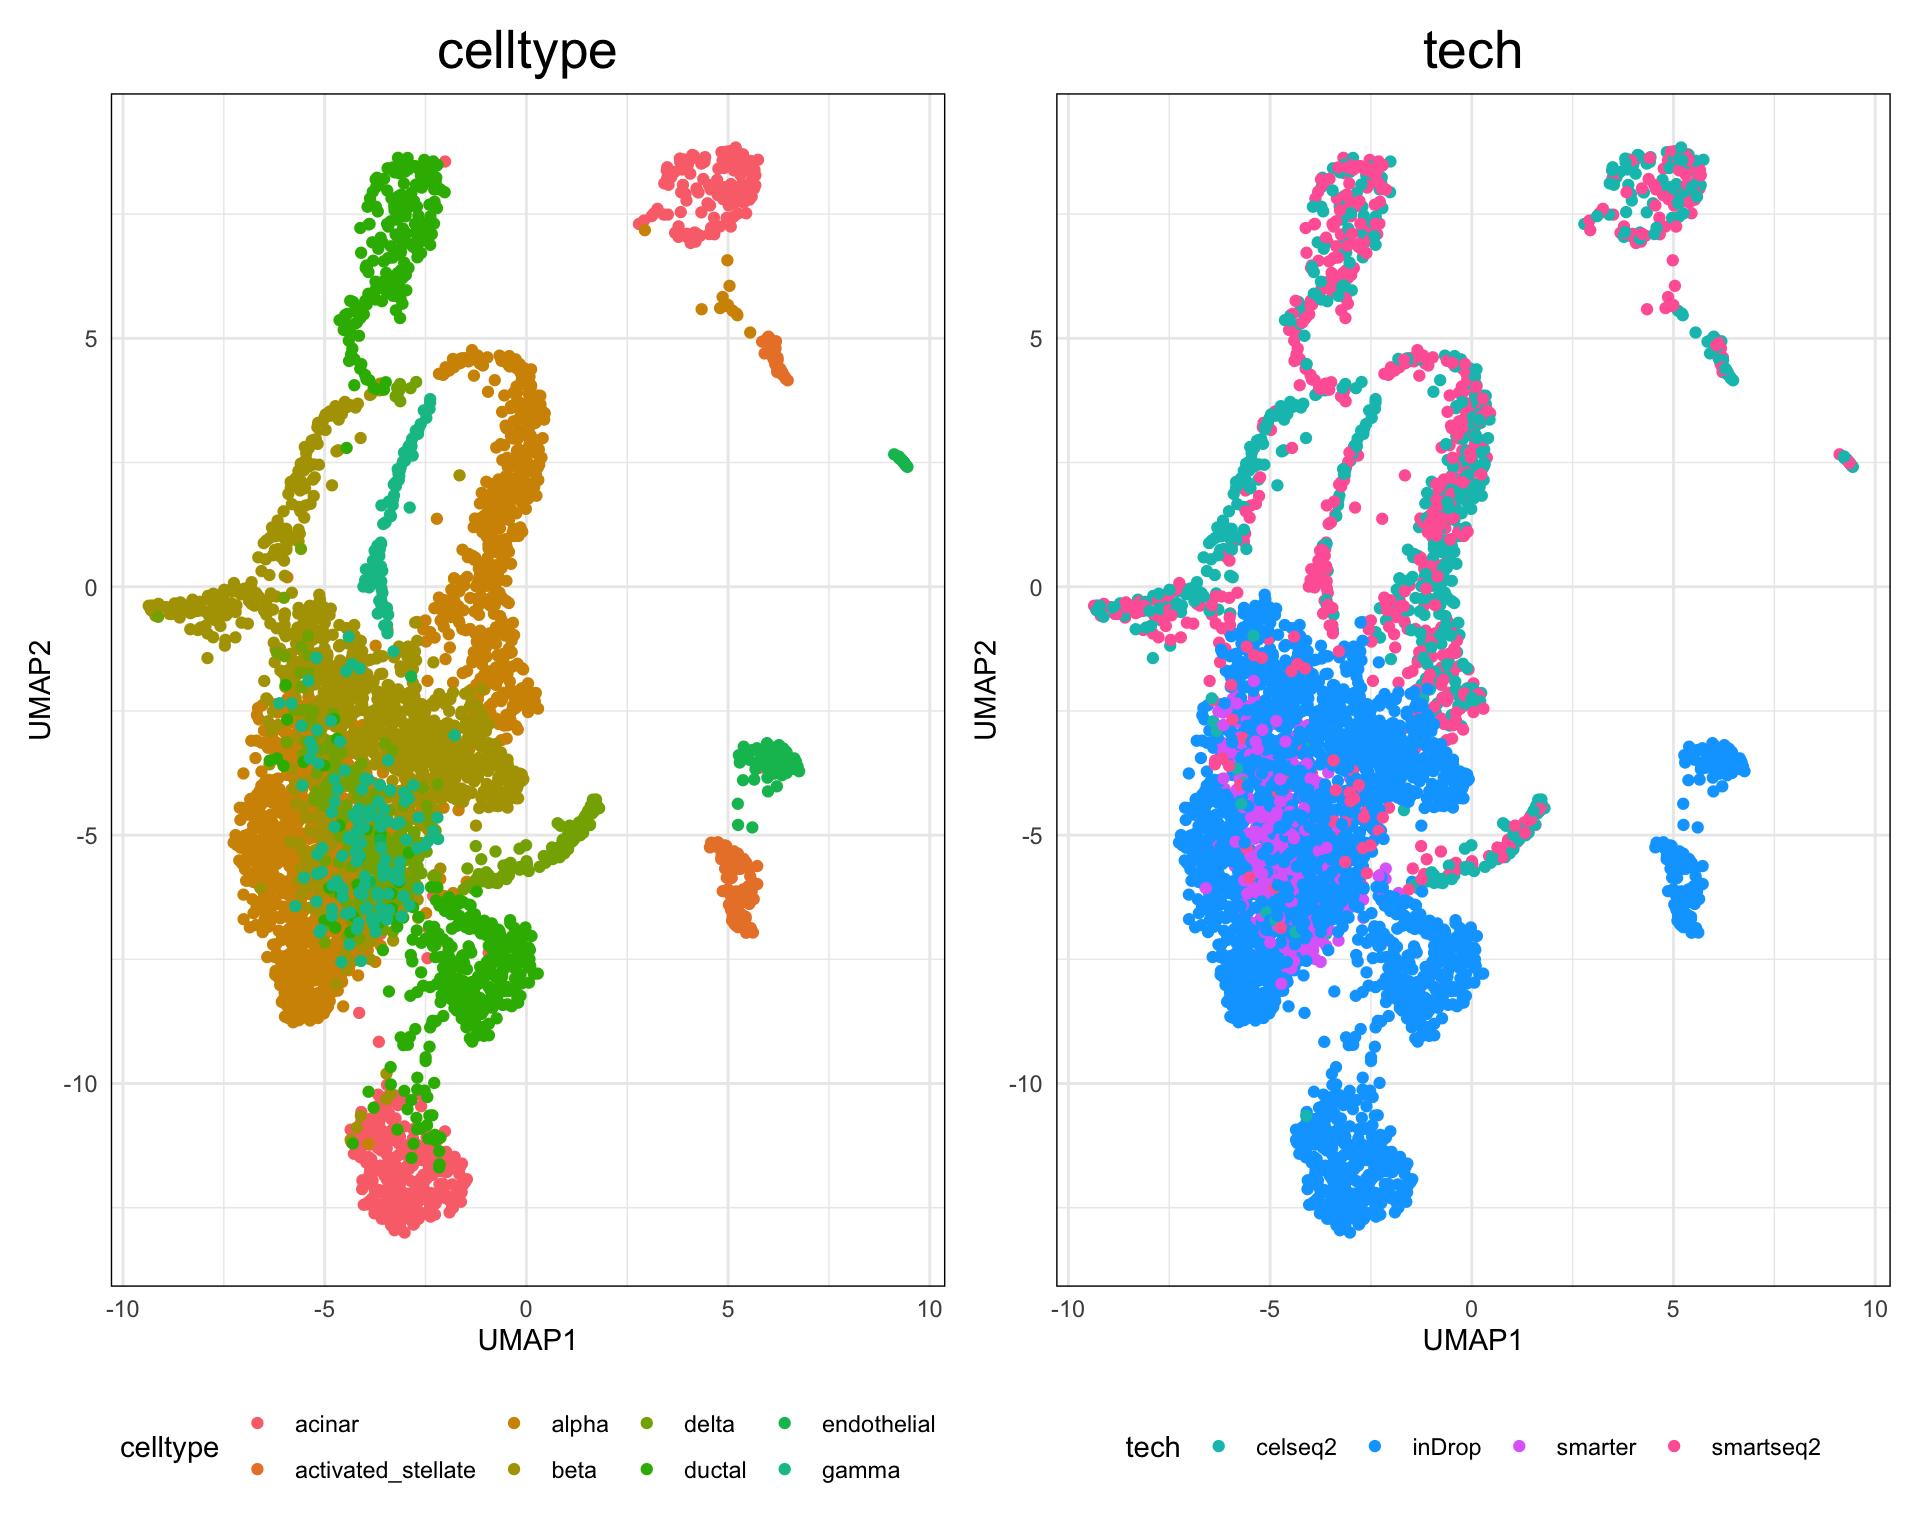 celltype
tech
5
0
-5
-10
UMAP2
-10 -5 0 5 10
UMAP1
5
0
-5
-10
UMAP2
-10 -5 0 5 10
UMAP1
celltype
acinar alpha delta endothelial
activated_stellate beta ductal gamma
tech celseq2 inDrop smarter smartseq2